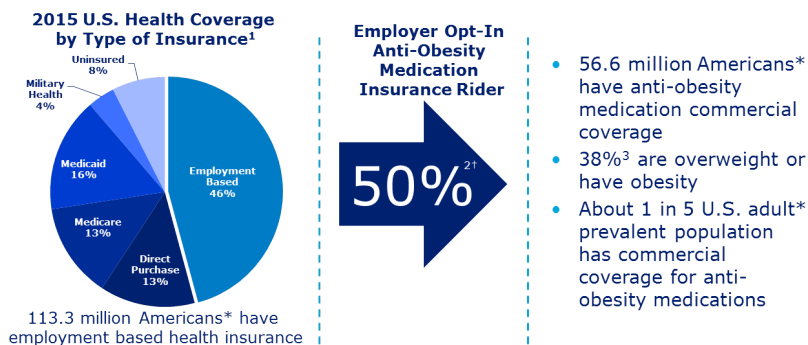 2015 U.S. Health Coverage
by Type of Insurance¹
Uninsured
8%
Military
Health
4%
Medicaid
16%
Medicare
13%
Direct
Purchase
13%
Employment
Based
46%
113.3 million Americans* have
employment based health insurance
Employer Opt-In
Anti-Obesity
Medication
Insurance Rider
50%²†
• 56.6 million Americans*
have anti-obesity
medication commercial
coverage
• 38%³ are overweight or
have obesity
• About 1 in 5 U.S. adult*
prevalent population
has commercial
coverage for anti-
obesity medications